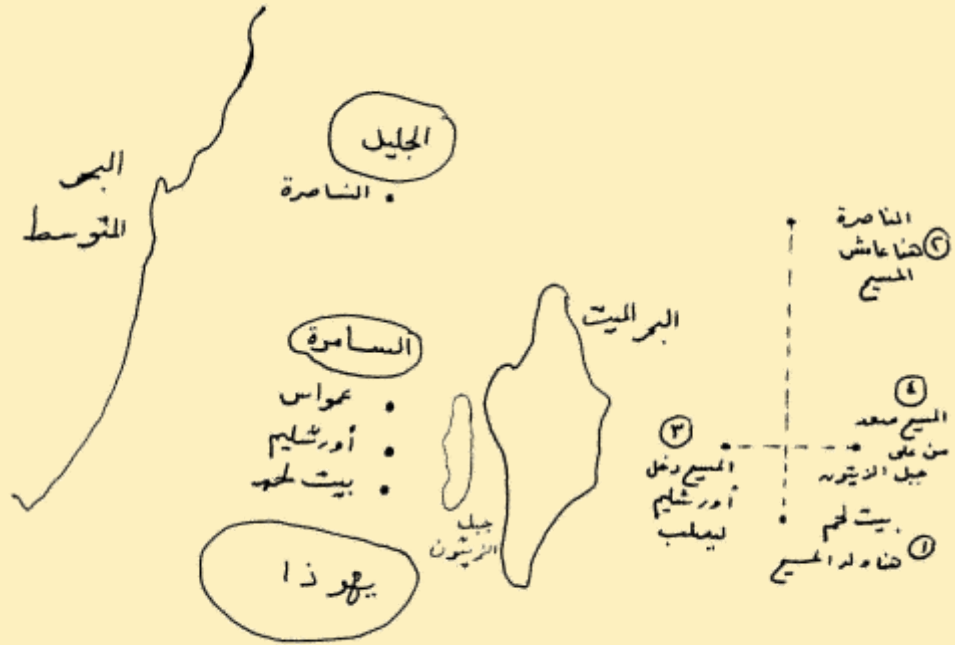 البحر
المتوسط
الجليل
الناصرة
السامرة
عمواس
أورشليم
بيت لحم
يهوذا
جبل
الزيتون
البحر الميت
الناصرة
٢ هنا عاش
المسيح
٤
المسيح صعد
من على
جبل الزيتون
٣
المسيح دخل
أورشليم
ليصلب
بيت لحم
١ هنا ولد المسيح